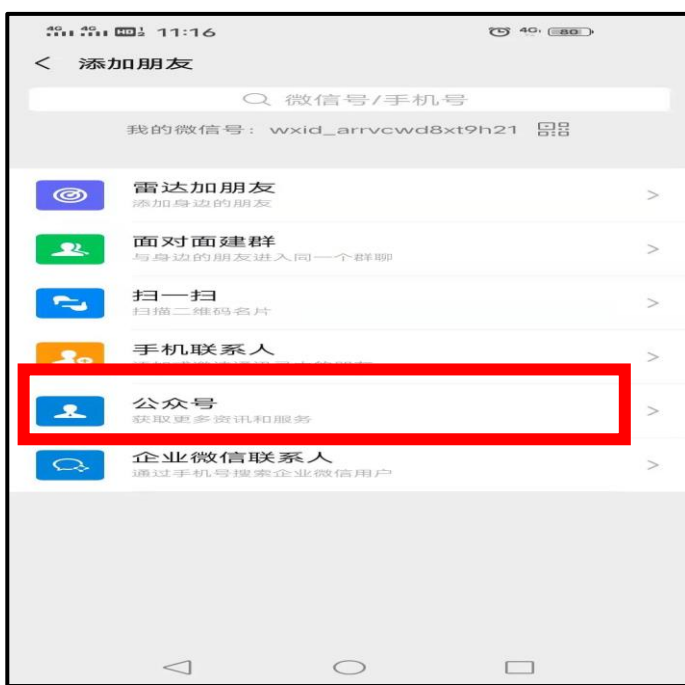 4G 4G HD 11:16 4G 80
添加朋友
微信号/手机号
我的微信号: wxid_arrvcwd8xt9h21
雷达加朋友
添加身边的朋友
面对面建群
与身边的朋友进入同一个群聊
扫一扫
扫描二维码名片
手机联系人
公众号
获取更多资讯和服务
企业微信联系人
通过手机号搜索企业微信用户